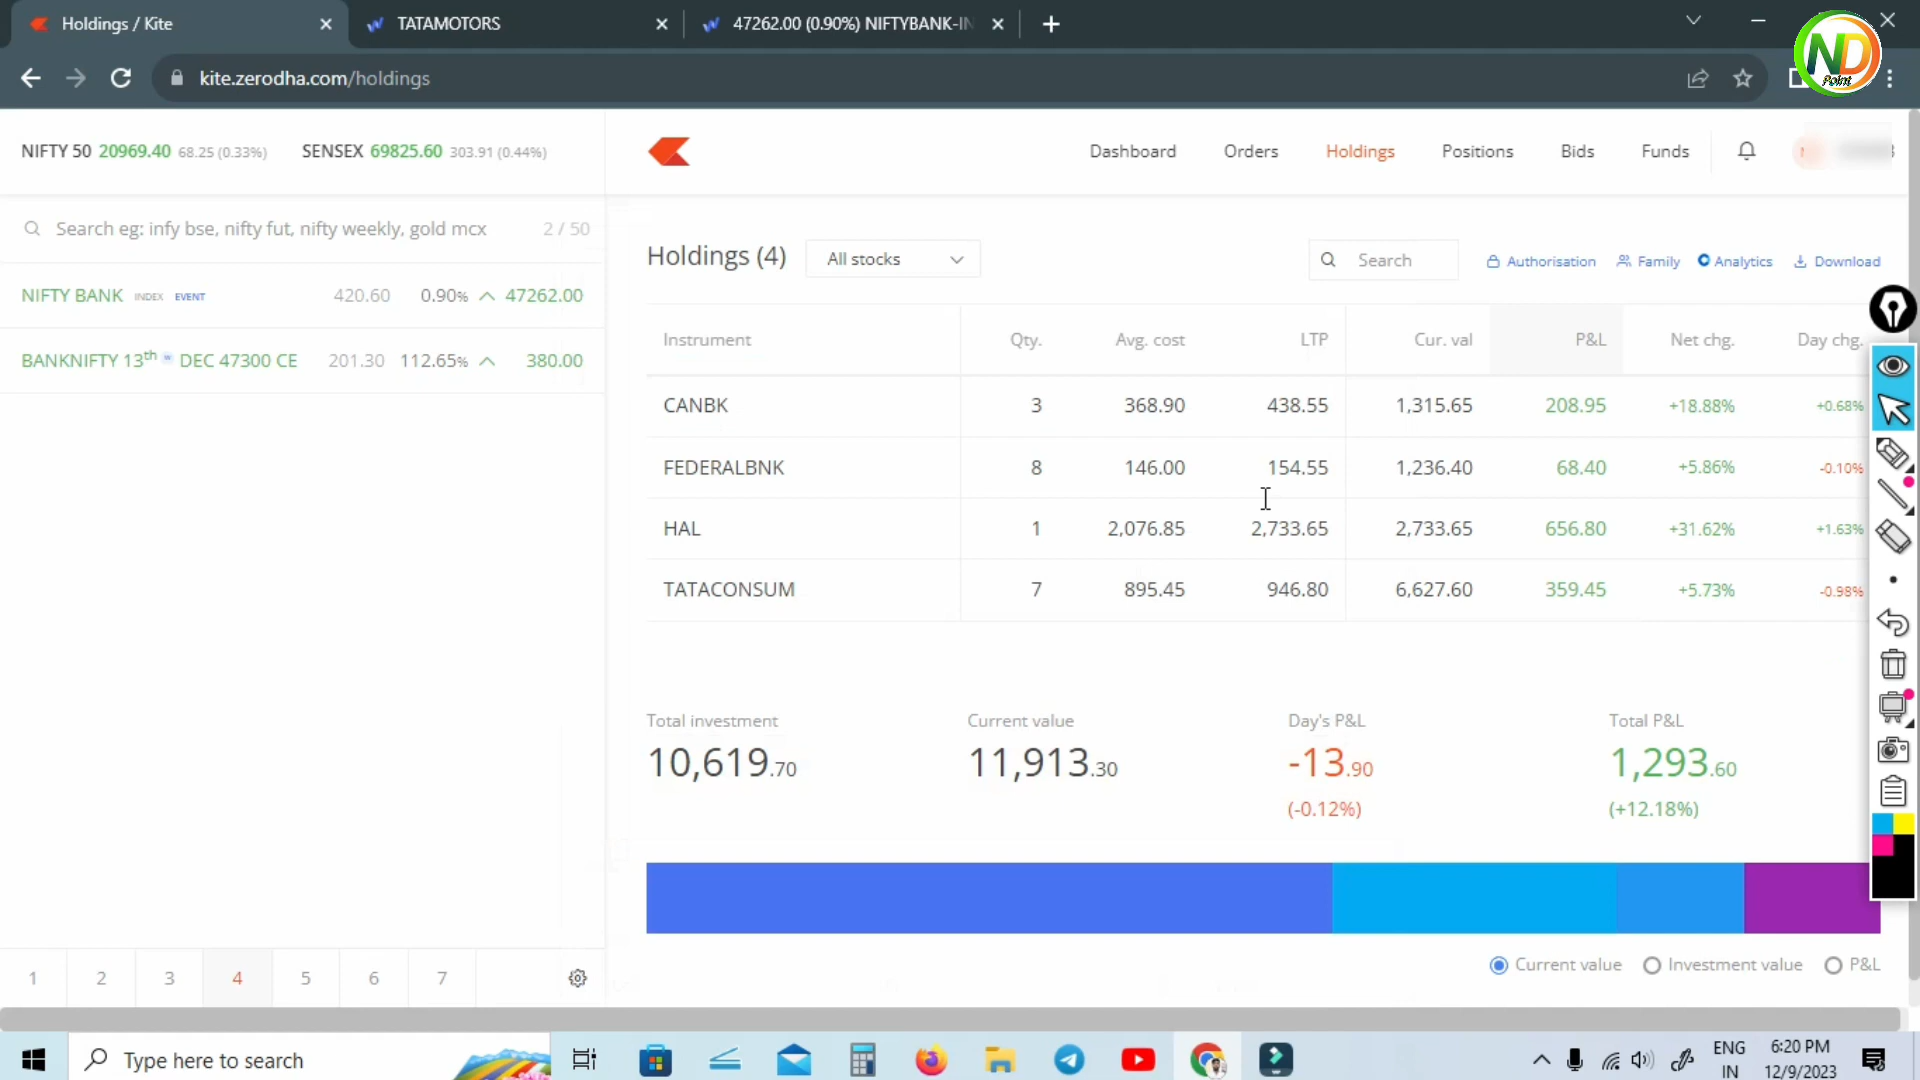 Holdings / Kite
TATAMOTORS
47262.00 (0.90%) NIFTYBANK-IN
ND
Point
kite.zerodha.com/holdings
NIFTY 50 20969.40 68.25 (0.33%) SENSEX 69825.60 303.91 (0.44%)
Dashboard Orders Holdings Positions Bids Funds
Search eg: infy bse, nifty fut, nifty weekly, gold mcx 2 / 50
NIFTY BANK INDEX EVENT 420.60 0.90% 47262.00
BANKNIFTY 13th w DEC 47300 CE 201.30 112.65% 380.00
Holdings (4) All stocks Search Authorisation Family Analytics Download
Instrument Qty. Avg. cost LTP Cur. val P&L Net chg. Day chg.
CANBK 3 368.90 438.55 1,315.65 208.95 +18.88% +0.68%
FEDERALBNK 8 146.00 154.55 1,236.40 68.40 +5.86% -0.10%
HAL 1 2,076.85 2,733.65 2,733.65 656.80 +31.62% +1.63%
TATACONSUM 7 895.45 946.80 6,627.60 359.45 +5.73% -0.98%
Total investment Current value Day's P&L Total P&L
10,619.70 11,913.30 -13.90 1,293.60
(-0.12%) (+12.18%)
Current value Investment value P&L
1 2 3 4 5 6 7
Type here to search
ENG
IN
6:20 PM
12/9/2023